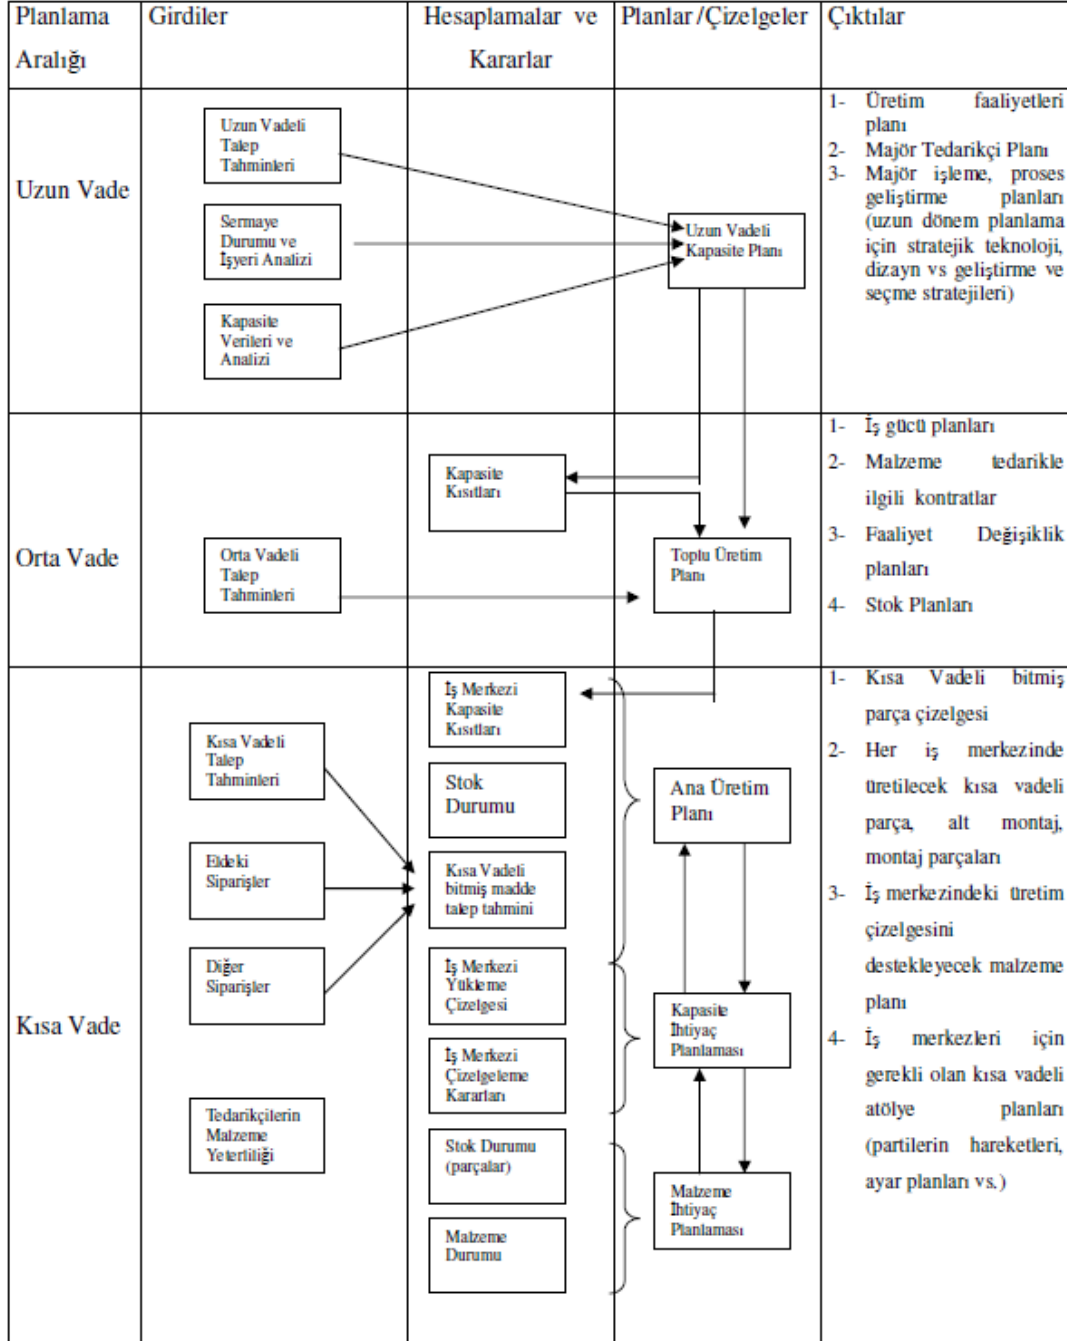 Planlama
Aralığı
Girdiler
Hesaplamalar ve
Kararlar
Planlar /Çizelgeler
Çıktılar
Uzun Vade
Uzun Vadeli
Talep
Tahminleri
Sermaye
Durumu ve
İşyeri Analizi
Kapasite
Verileri ve
Analizi
Uzun Vadeli
Kapasite Planı
1- Üretim faaliyetleri
planı
2- Majör Tedarikçi Planı
3- Majör işleme, proses
geliştirme planları
(uzun dönem planlama
için stratejik teknoloji,
dizayn vs geliştirme ve
seçme stratejileri)
Orta Vade
Orta Vadeli
Talep
Tahminleri
Kapasite
Kısıtları
Toplu Üretim
Planı
1- İş gücü planları
2- Malzeme tedarikle
ilgili kontratlar
3- Faaliyet Değişiklik
planları
4- Stok Planları
Kısa Vade
Kısa Vadeli
Talep
Tahminleri
Eldeki
Siparişler
Diğer
Siparişler
Tedarikçilerin
Malzeme
Yeterliliği
İş Merkezi
Kapasite
Kısıtları
Stok
Durumu
Kısa Vadeli
bitmiş madde
talep tahmini
İş Merkezi
Yükleme
Çizelgesi
İş Merkezi
Çizelgeleme
Kararları
Stok Durumu
(parçalar)
Malzeme
Durumu
Ana Üretim
Planı
Kapasite
İhtiyaç
Planlaması
Malzeme
İhtiyaç
Planlaması
1- Kısa Vadeli bitmiş
parça çizelgesi
2- Her iş merkezinde
üretilecek kısa vadeli
parça, alt montaj,
montaj parçaları
3- İş merkezindeki üretim
çizelgesini
destekleyecek malzeme
planı
4- İş merkezleri için
gerekli olan kısa vadeli
atölye planları
(partilerin hareketleri,
ayar planları vs.)